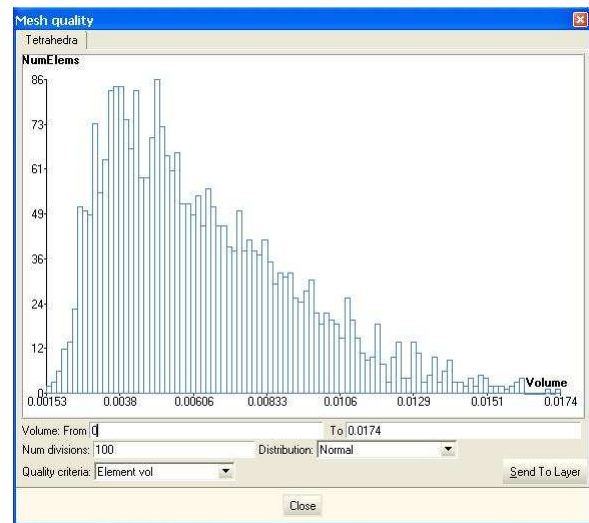 Mesh quality
Tetrahedra
NumElems
86
73
61
49
36
24
12
0
0.00153 0.0038 0.00606 0.00833 0.0106 0.0129 0.0151 0.0174
Volume
Volume: From 0 To 0.0174
Num divisions: 100 Distribution: Normal
Quality criteria: Element vol Send To Layer
Close